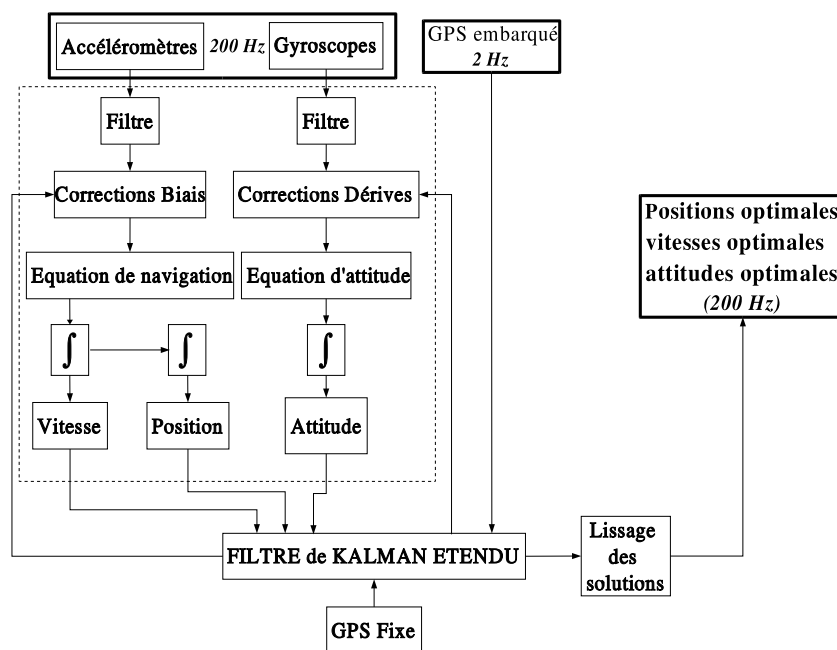 Accéléromètres 200 Hz Gyroscopes
GPS embarqué
2 Hz
Filtre
Filtre
Corrections Biais
Corrections Dérives
Positions optimales
vitesses optimales
attitudes optimales
(200 Hz)
Equation de navigation
Equation d'attitude
∫
∫
∫
Vitesse
Position
Attitude
FILTRE de KALMAN ETENDU
Lissage
des
solutions
GPS Fixe